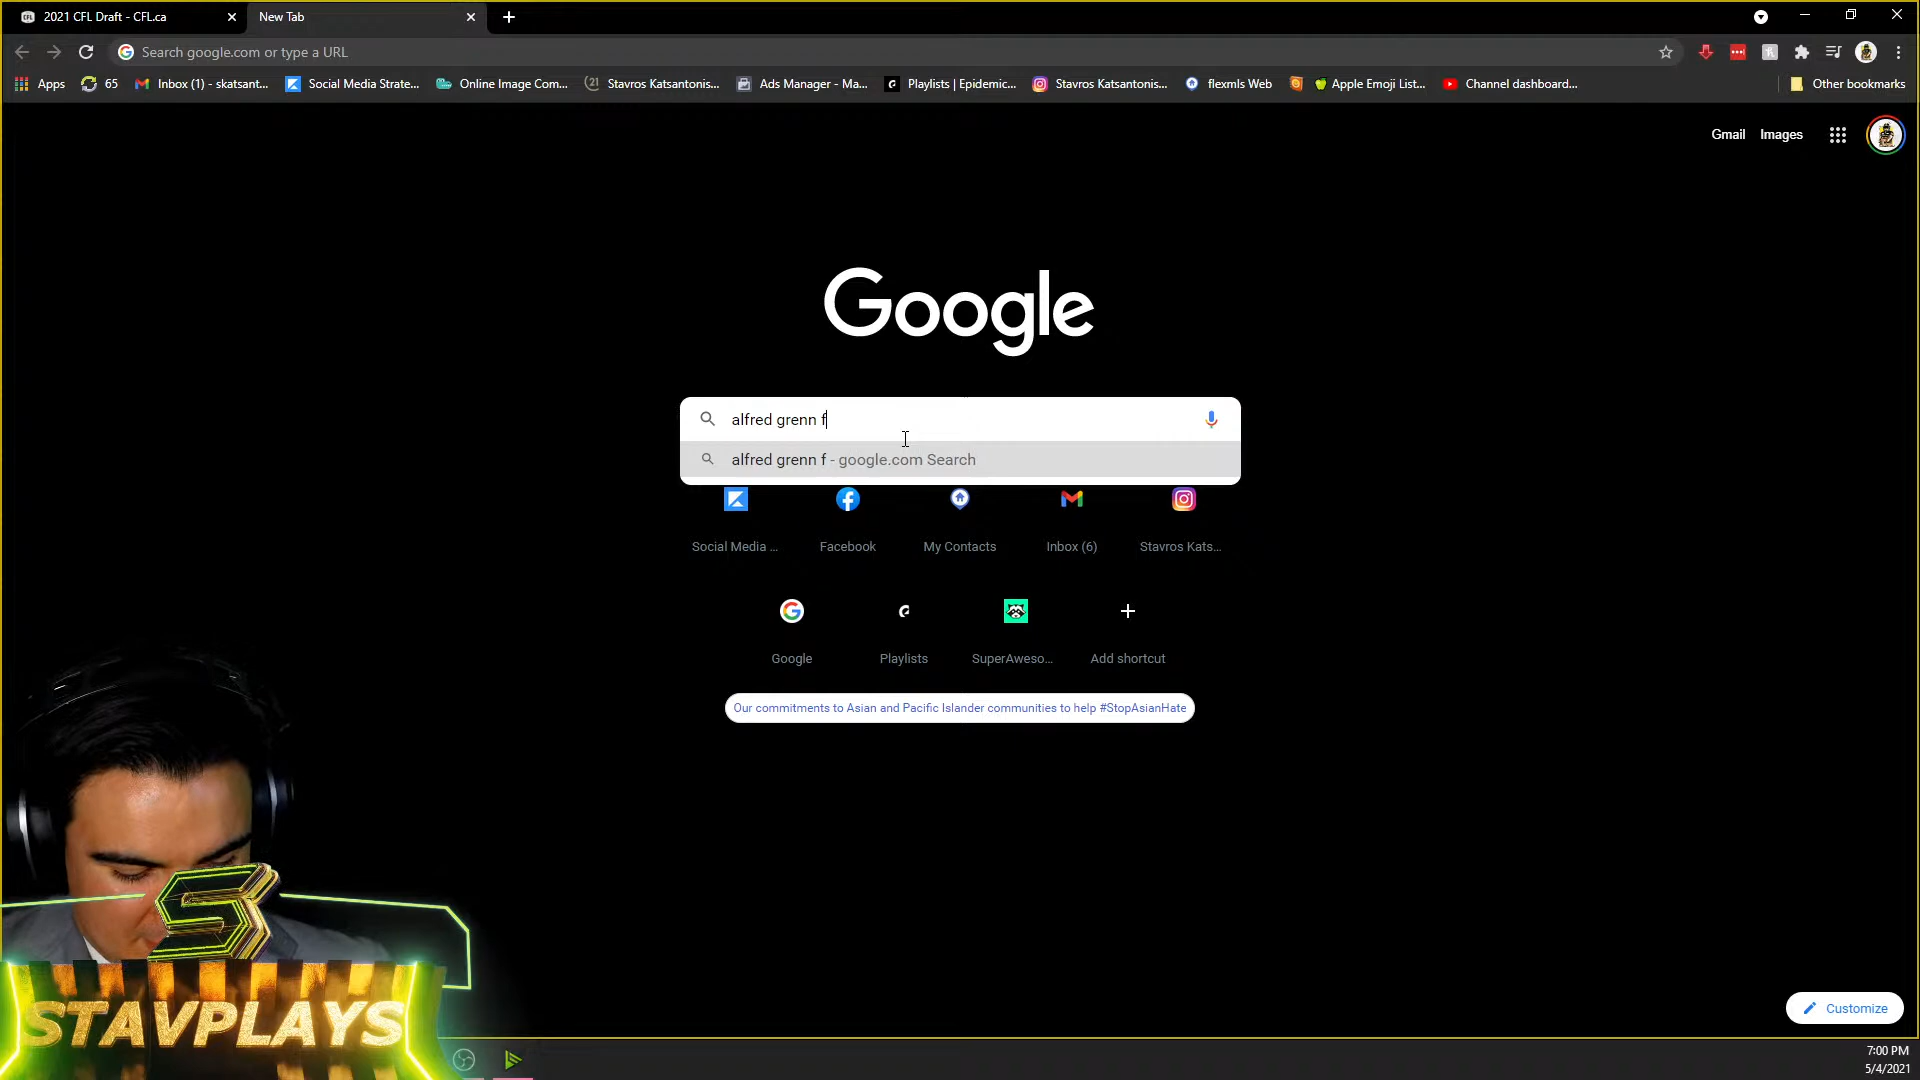 2021 CFL Draft - CFL.ca
New Tab
Search google.com or type a URL
Apps
65
Inbox (1) - skatsant...
Social Media Strate...
Online Image Com...
Stavros Katsantonis...
Ads Manager - Ma...
Playlists | Epidemic...
Stavros Katsantonis...
flexmls Web
Apple Emoji List...
Channel dashboard...
Other bookmarks
Gmail
Images
Google
alfred grenn f
alfred grenn f - google.com Search
Social Media ...
Facebook
My Contacts
Inbox (6)
Stavros Kats...
Google
Playlists
SuperAweso...
Add shortcut
Our commitments to Asian and Pacific Islander communities to help #StopAsianHate
S
STAVPLAYS
Customize
7:00 PM
5/4/2021